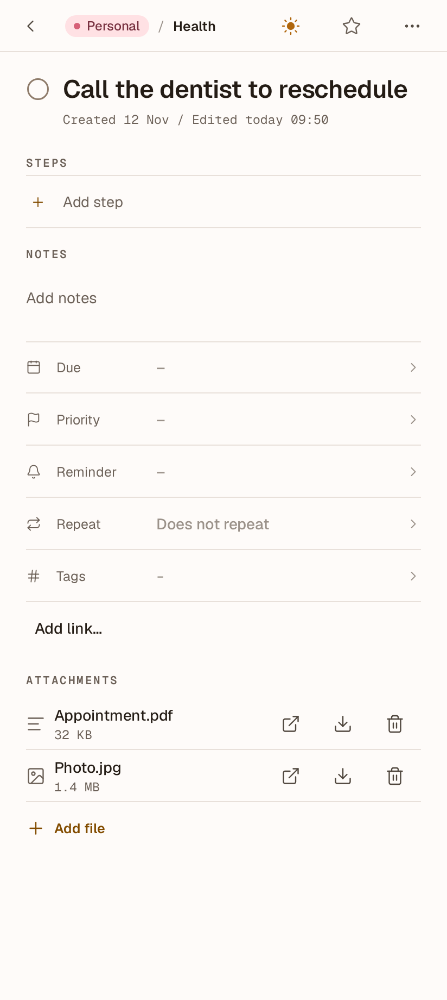 Personal / Health
Call the dentist to reschedule
Created 12 Nov / Edited today 09:50
STEPS
Add step
NOTES
Add notes
Due –
Priority –
Reminder –
Repeat Does not repeat
Tags –
Add link…
ATTACHMENTS
Appointment.pdf
32 KB
Photo.jpg
1.4 MB
Add file